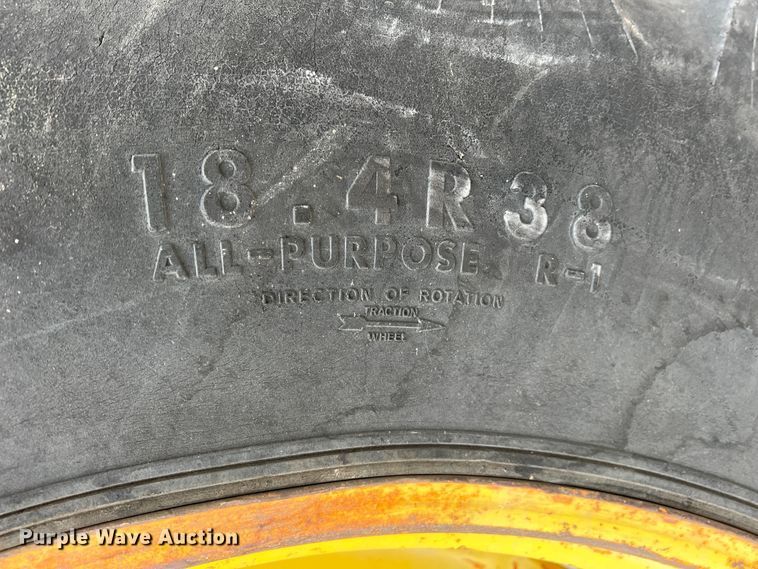 18.4R38
ALL-PURPOSE R-1
DIRECTION OF ROTATION
TRACTION
WHEEL
Purple Wave Auction